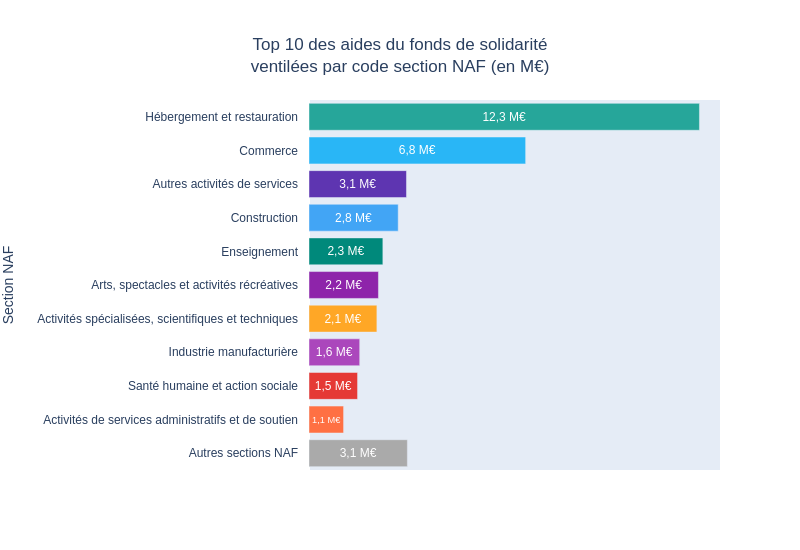 Top 10 des aides du fonds de solidarité
ventilées par code section NAF (en M€)
Section NAF
Hébergement et restauration 12,3 M€
Commerce 6,8 M€
Autres activités de services 3,1 M€
Construction 2,8 M€
Enseignement 2,3 M€
Arts, spectacles et activités récréatives 2,2 M€
Activités spécialisées, scientifiques et techniques 2,1 M€
Industrie manufacturière 1,6 M€
Santé humaine et action sociale 1,5 M€
Activités de services administratifs et de soutien 1,1 M€
Autres sections NAF 3,1 M€